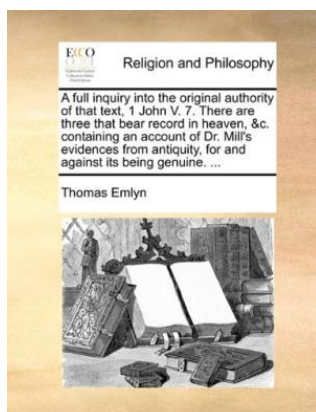 ECCO
Religion and Philosophy
A full inquiry into the original authority
of that text, 1 John V. 7. There are
three that bear record in heaven, &c.
containing an account of Dr. Mill's
evidences from antiquity, for and
against its being genuine. ...
Thomas Emlyn